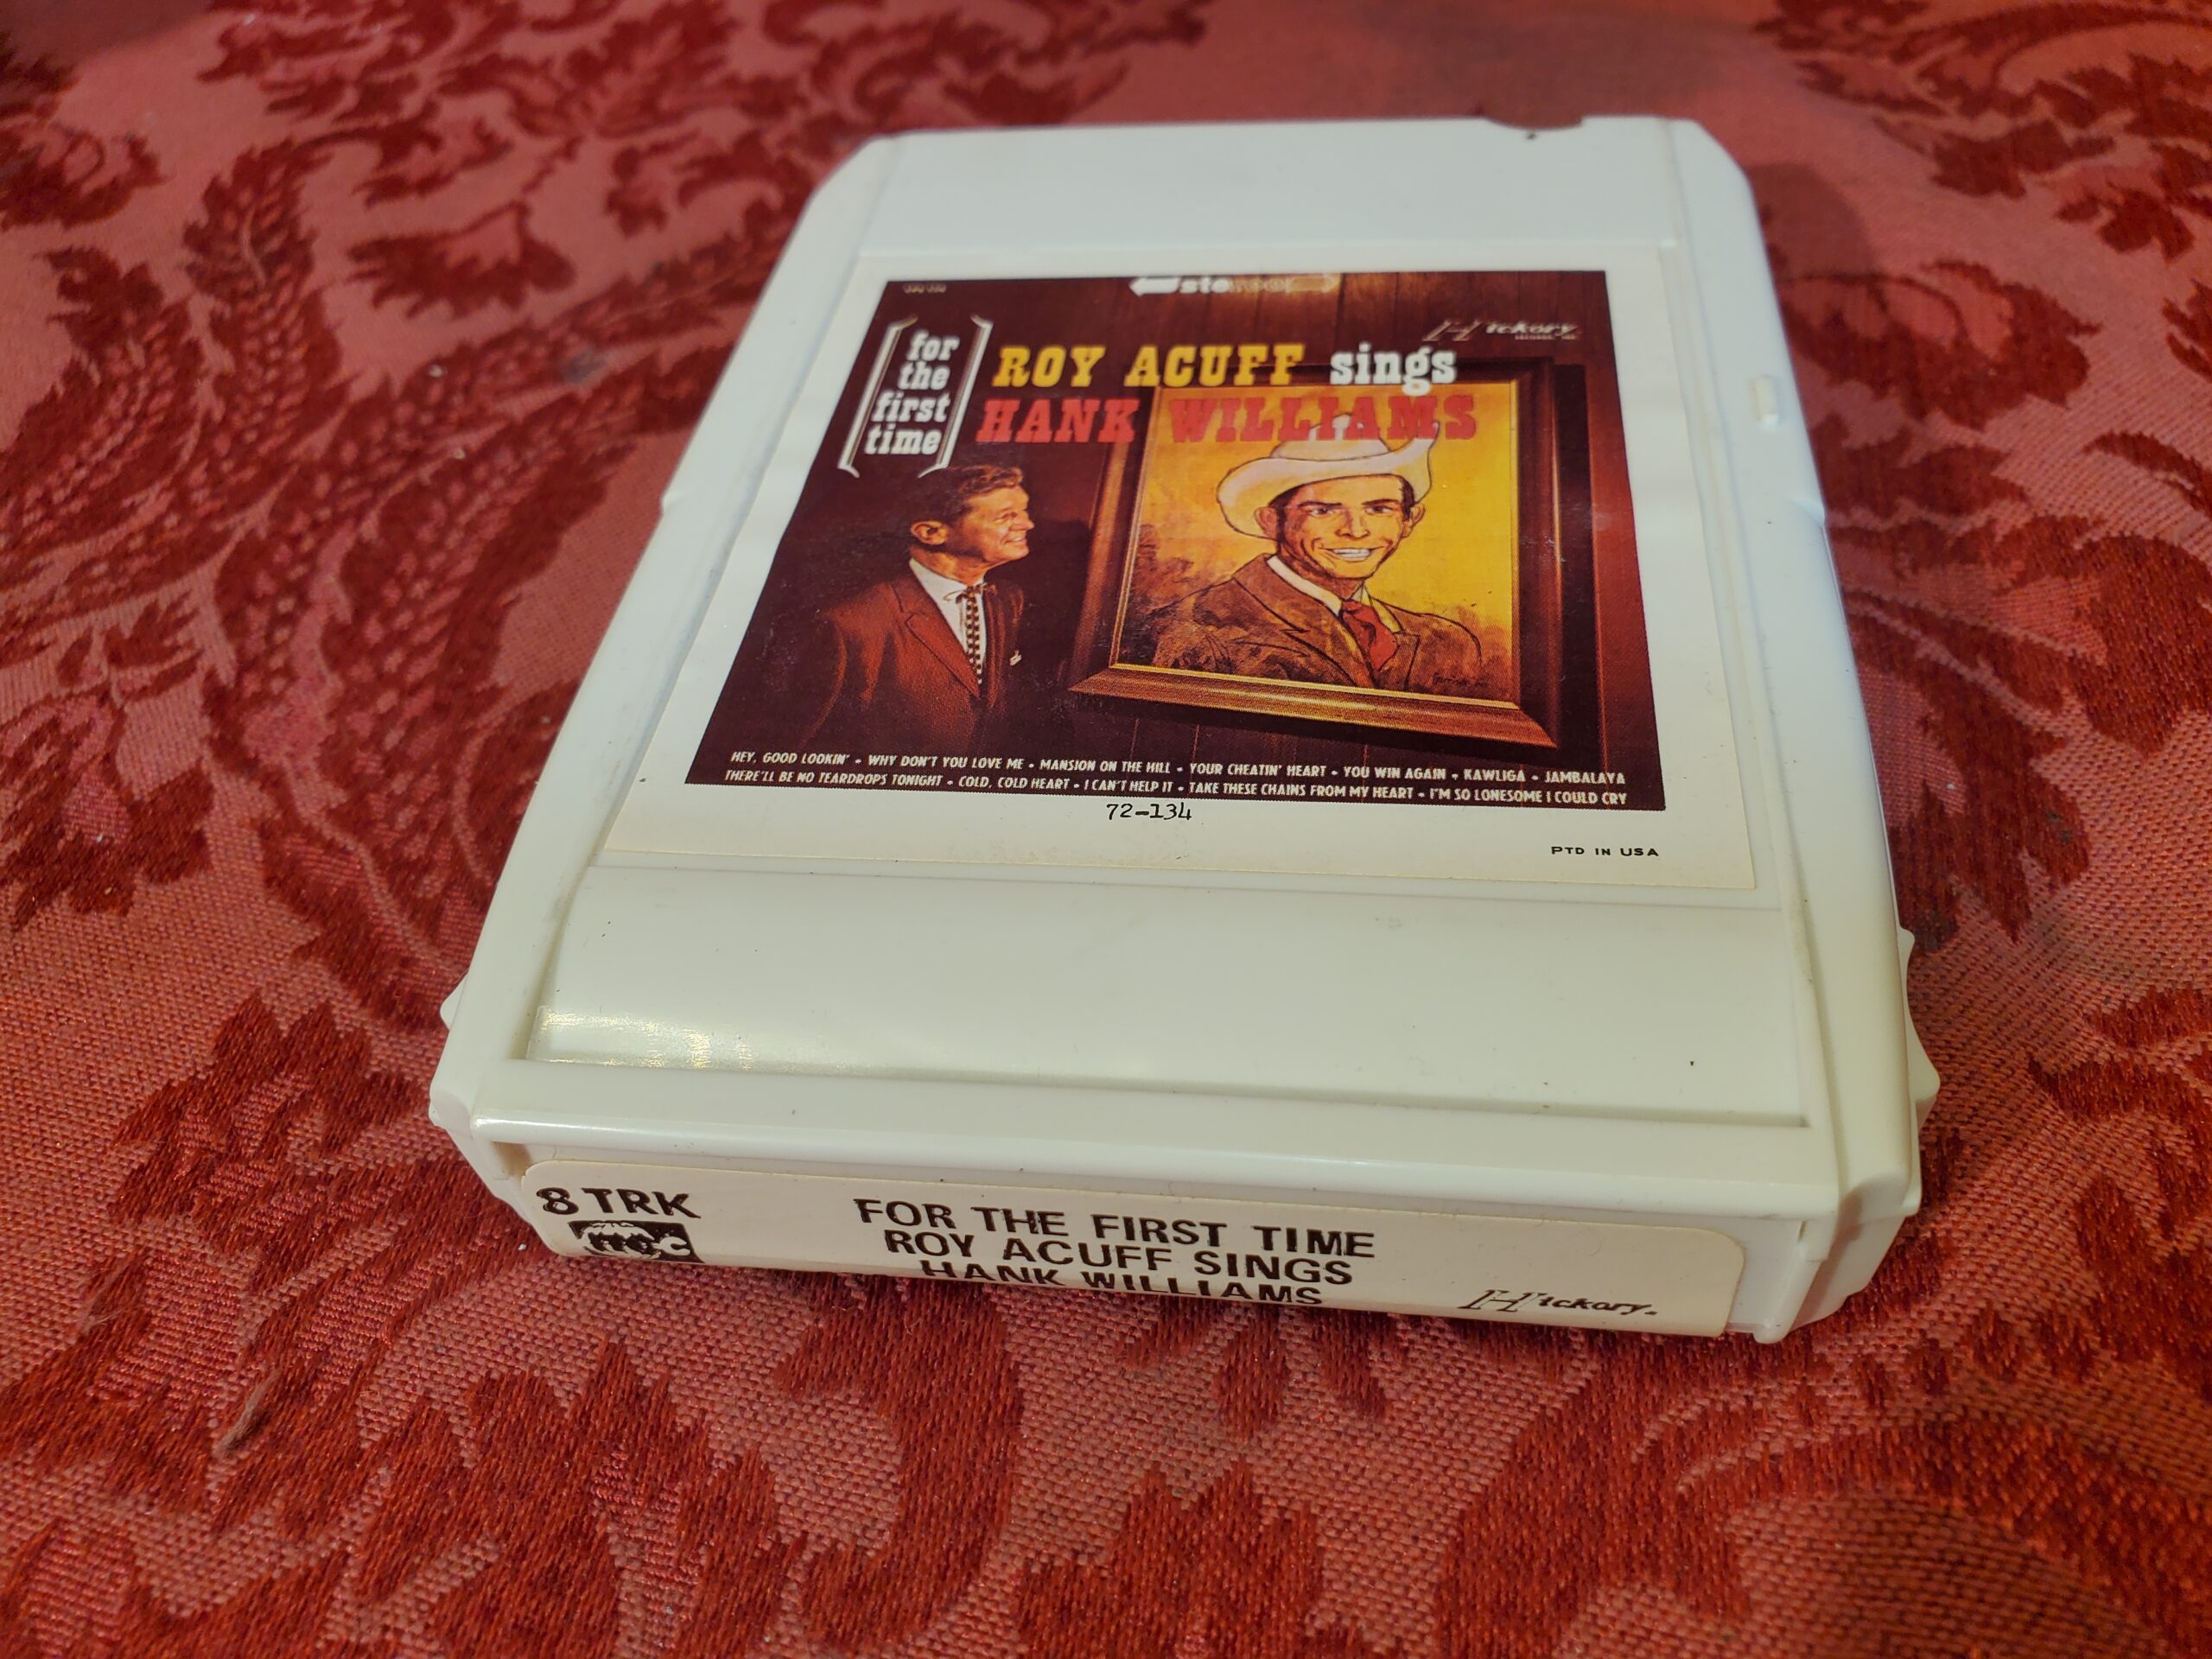 stereo
Hickory
for
the
first
time
ROY ACUFF sings
HANK WILLIAMS
HEY, GOOD LOOKIN' • WHY DON'T YOU LOVE ME • MANSION ON THE HILL • YOUR CHEATIN' HEART • YOU WIN AGAIN • KAWLIGA • JAMBALAYA
THERE'LL BE NO TEARDROPS TONIGHT • COLD, COLD HEART • I CAN'T HELP IT • TAKE THESE CHAINS FROM MY HEART • I'M SO LONESOME I COULD CRY
72-134
PTD IN USA
8 TRK
ITCC
FOR THE FIRST TIME
ROY ACUFF SINGS
HANK WILLIAMS
Hickory.